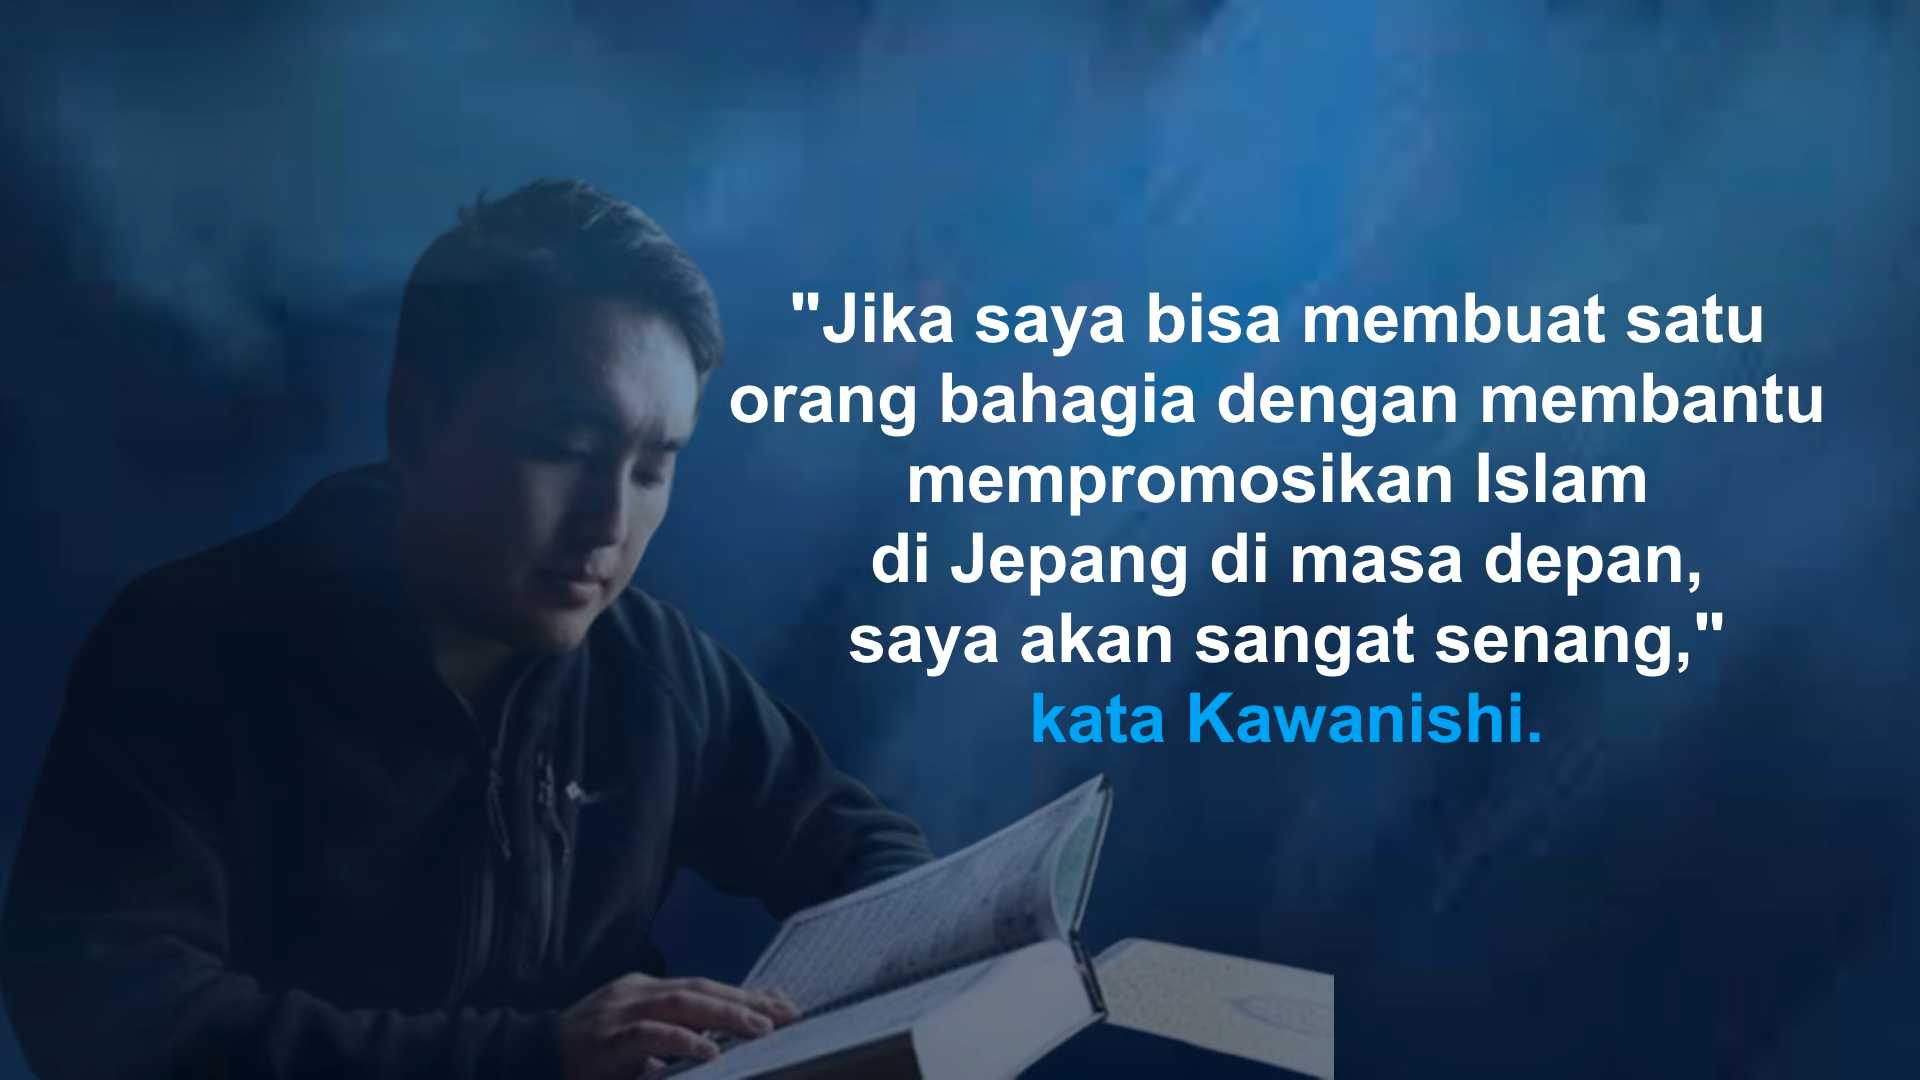 "Jika saya bisa membuat satu
orang bahagia dengan membantu
mempromosikan Islam
di Jepang di masa depan,
saya akan sangat senang,"
kata Kawanishi.